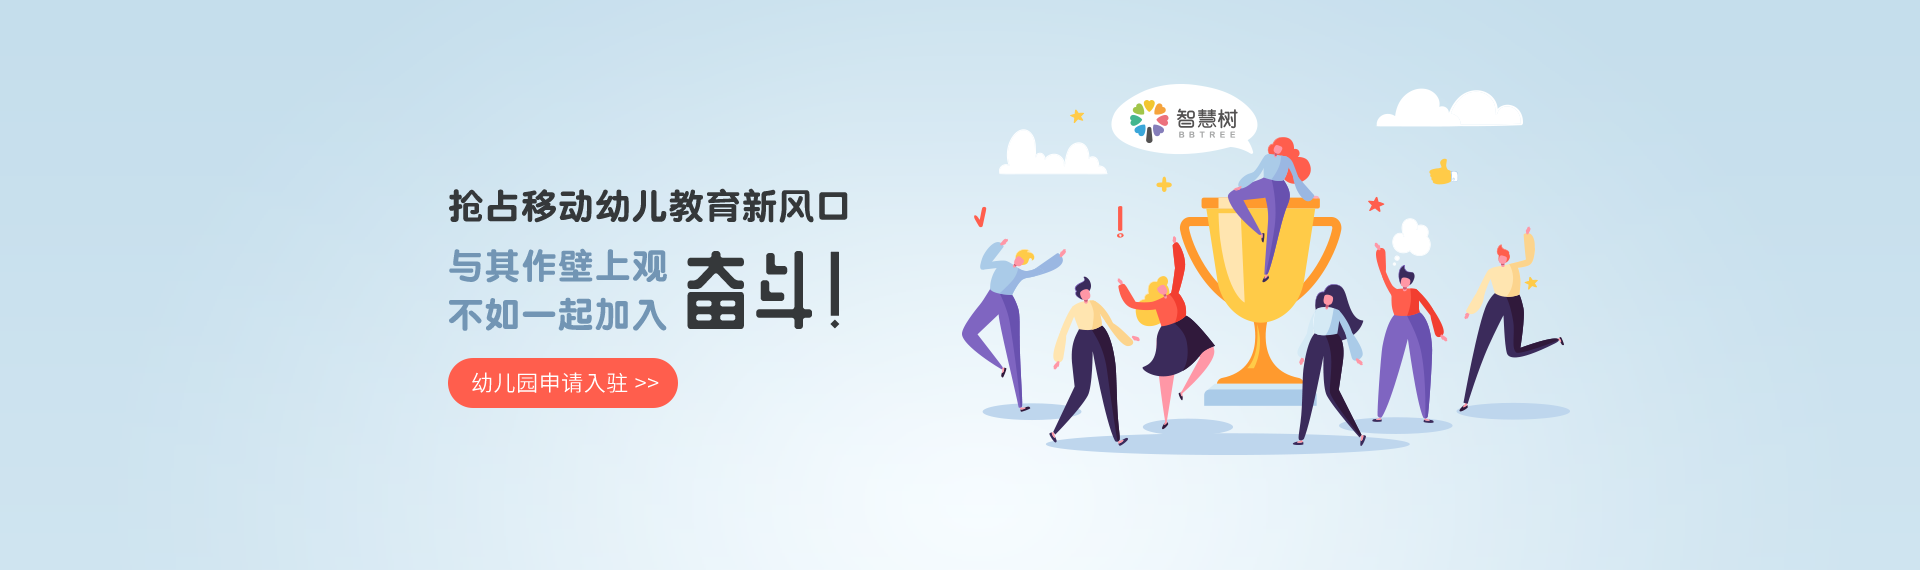 智慧树
BBTREE
抢占移动幼儿教育新风口
与其作壁上观
不如一起加入
奋斗!
幼儿园申请入驻 >>